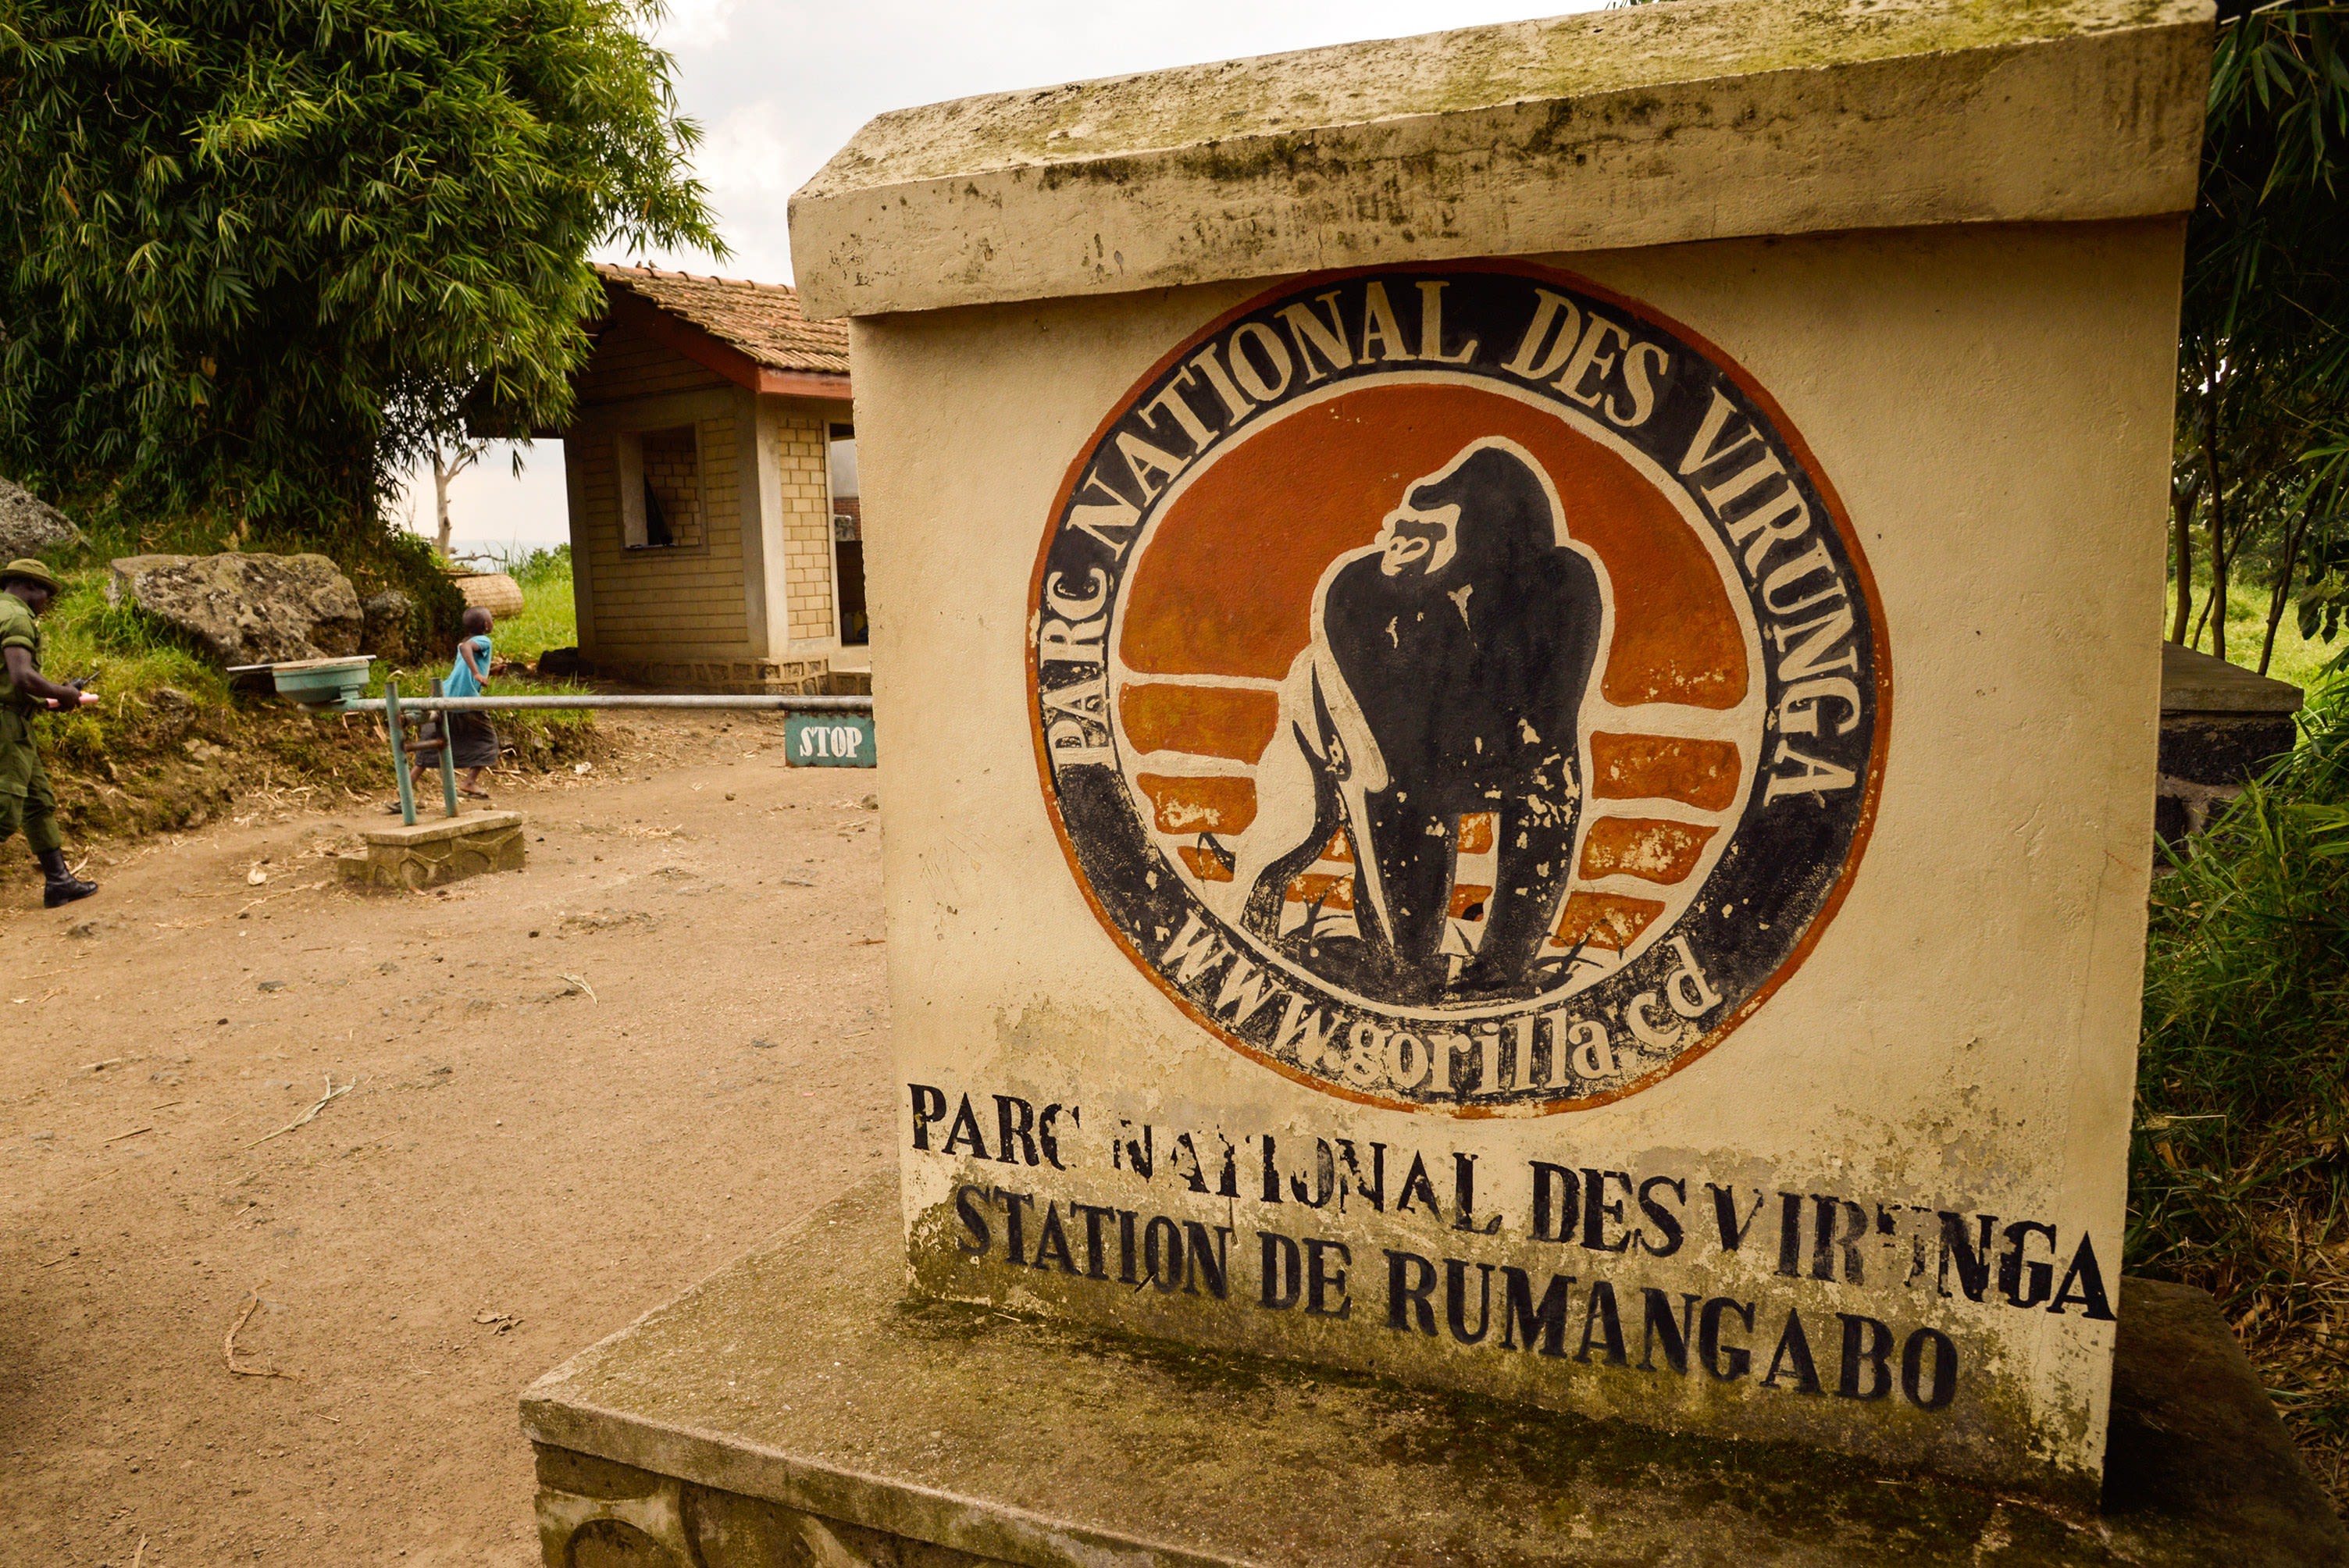 PARC NATIONAL DES VIRUNGA
www.gorilla.cd
PARC NATIONAL DES VIRUNGA
STATION DE RUMANGABO
STOP